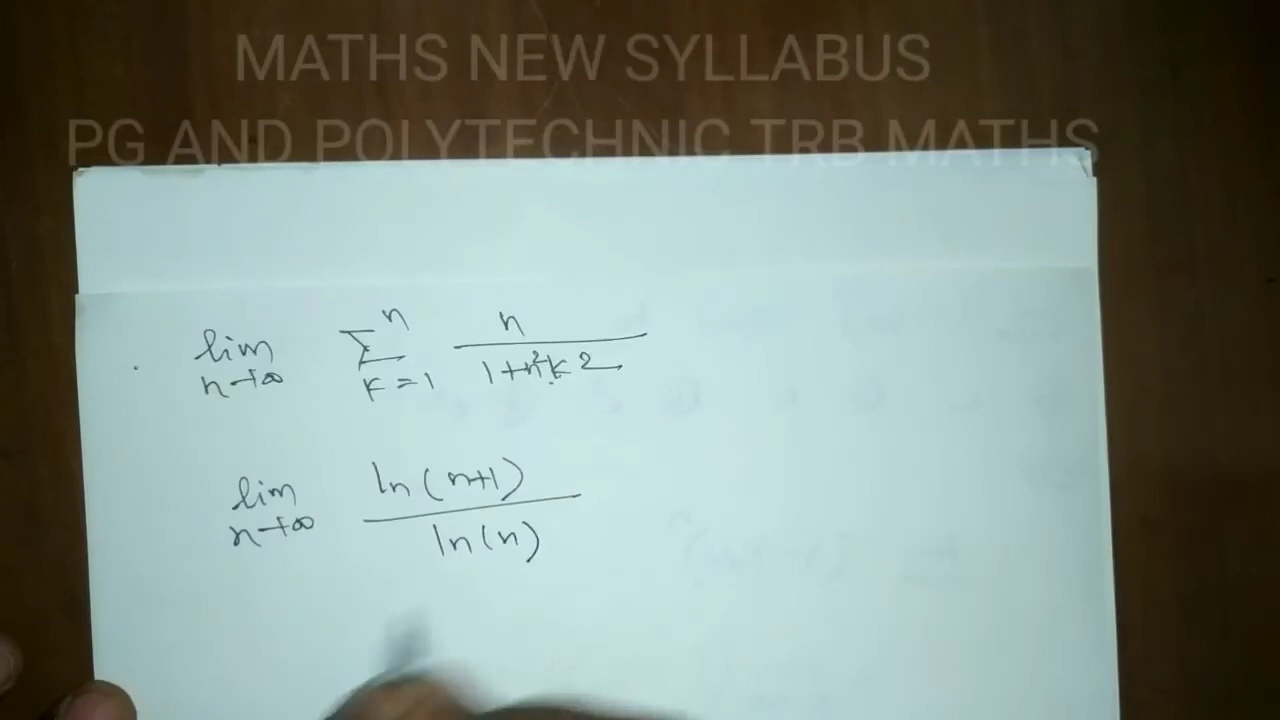 MATHS NEW SYLLABUS
PG AND POLYTECHNIC TRB MATHS
lim n→∞ Σ k=1 n n / 1+n²k²
lim n→∞ ln(n+1) / ln(n)